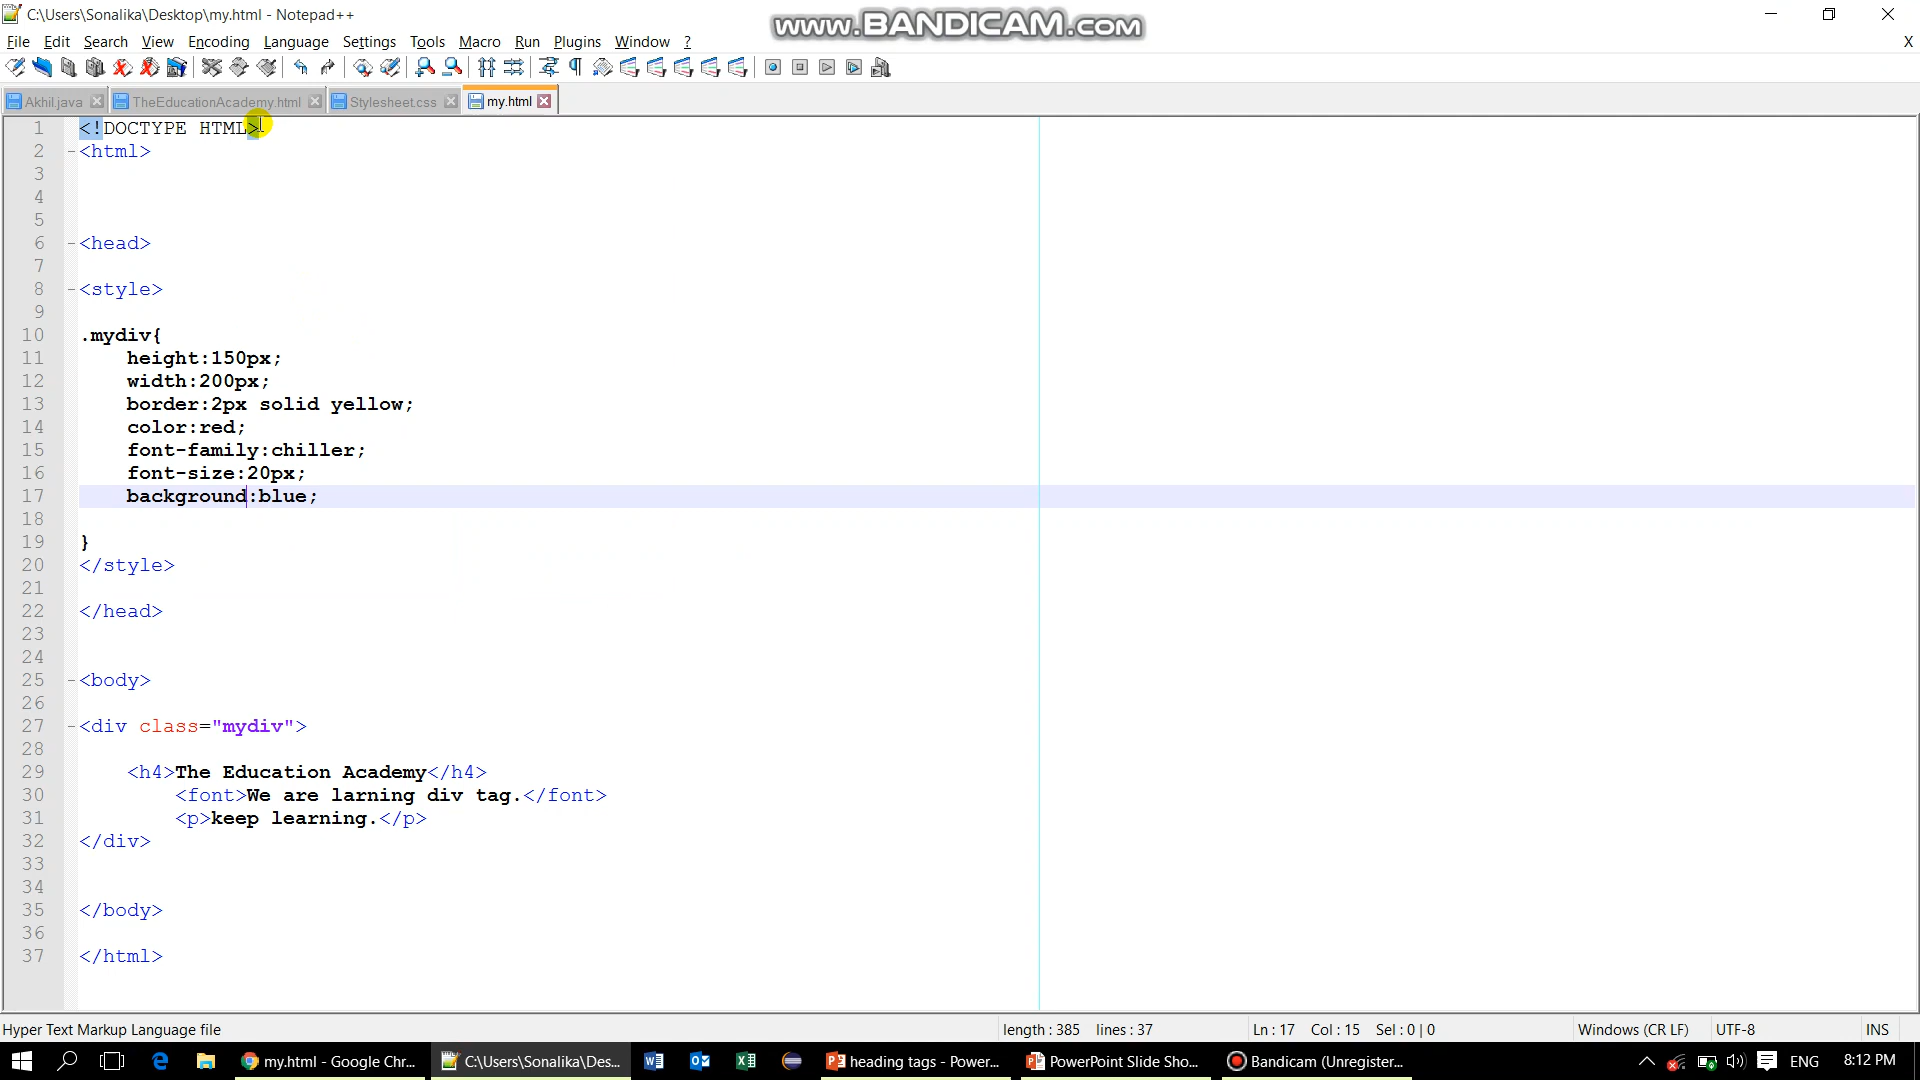 C:\Users\Sonalika\Desktop\my.html - Notepad++
www.BANDICAM.com
File Edit Search View Encoding Language Settings Tools Macro Run Plugins Window ? X
Akhil.java TheEducationAcademy.html Stylesheet.css my.html
1 <!DOCTYPE HTML>
2 <html>
3
4
5
6 <head>
7
8 <style>
9
10 .mydiv{
11 height:150px;
12 width:200px;
13 border:2px solid yellow;
14 color:red;
15 font-family:chiller;
16 font-size:20px;
17 background:blue;
18
19 }
20 </style>
21
22 </head>
23
24
25 <body>
26
27 <div class="mydiv">
28
29 <h4>The Education Academy</h4>
30 <font>We are larning div tag.</font>
31 <p>keep learning.</p>
32 </div>
33
34
35 </body>
36
37 </html>
Hyper Text Markup Language file length : 385 lines : 37 Ln : 17 Col : 15 Sel : 0 | 0 Windows (CR LF) UTF-8 INS
my.html - Google Chr... C:\Users\Sonalika\Des... heading tags - Power... PowerPoint Slide Sho... Bandicam (Unregister... ENG 8:12 PM